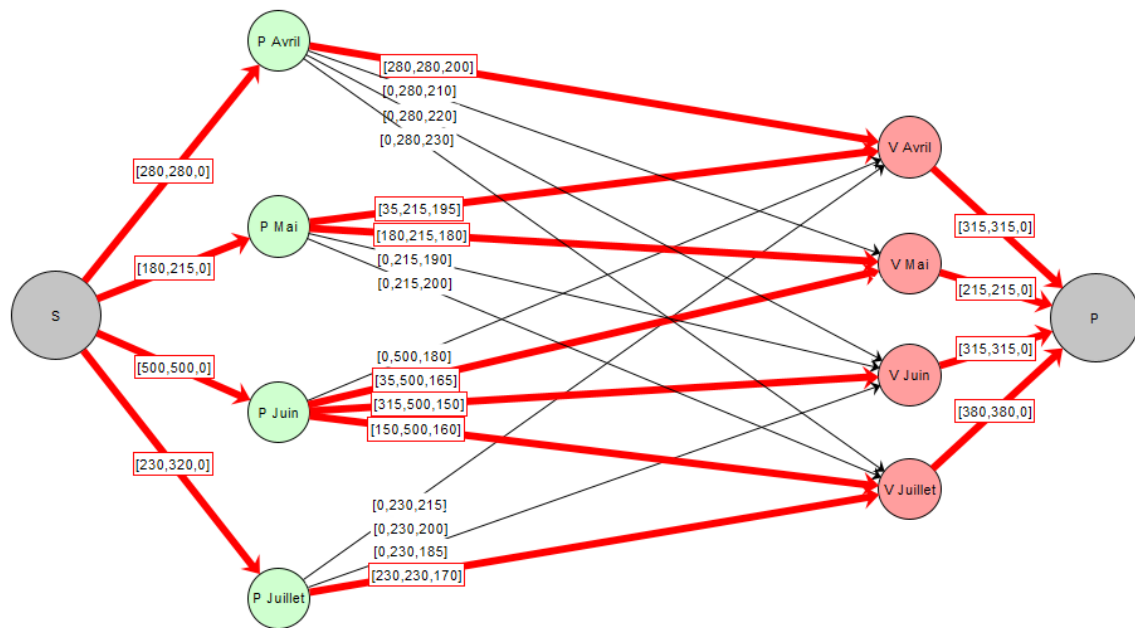 P Avril
[280,280,200]
[0,280,210]
[0,280,220]
[0,280,230]
V Avril
[280,280,0]
P Mai
[35,215,195]
[180,215,180]
[0,215,190]
[0,215,200]
[315,315,0]
V Mai
[180,215,0]
[215,215,0]
S
P
[315,315,0]
[500,500,0]
[0,500,180]
[35,500,165]
[315,500,150]
[150,500,160]
V Juin
P Juin
[380,380,0]
[230,320,0]
V Juillet
[0,230,215]
[0,230,200]
[0,230,185]
[230,230,170]
P Juillet